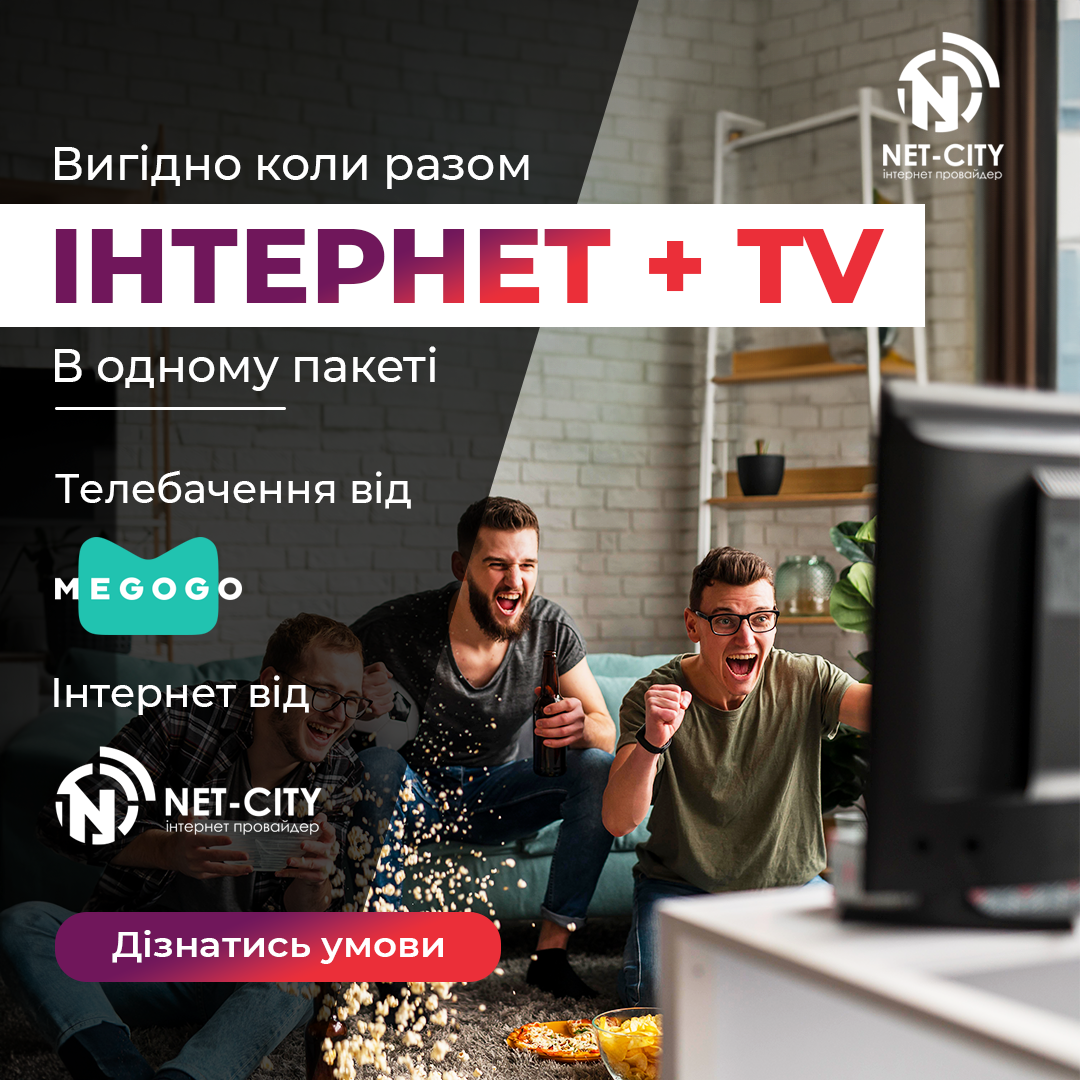 NET-CITY
інтернет провайдер
Вигідно коли разом
ІНТЕРНЕТ + TV
В одному пакеті
Телебачення від
MEGOGO
Інтернет від
NET-CITY
інтернет провайдер
Дізнатись умови